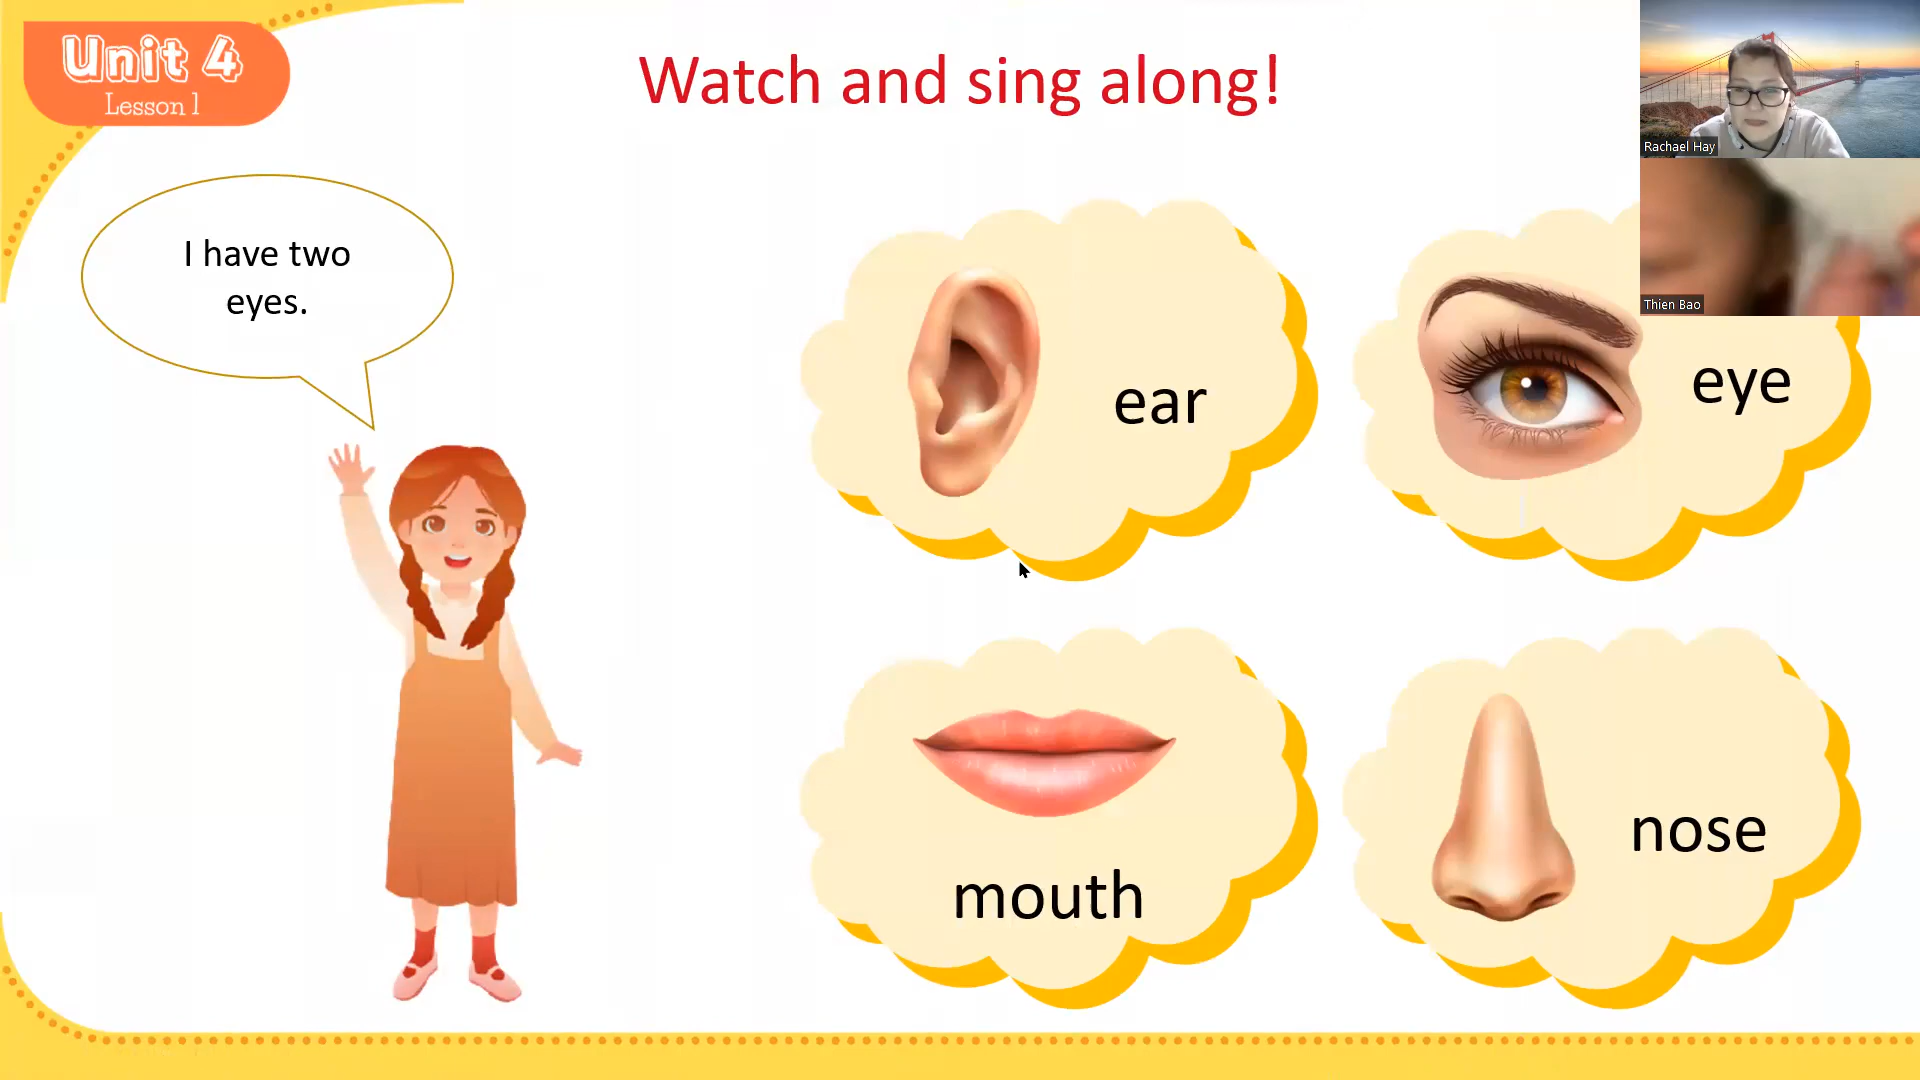 Unit 4
Lesson 1
Watch and sing along!
I have two
eyes.
ear
eye
mouth
nose
Rachael Hay
Thien Bao